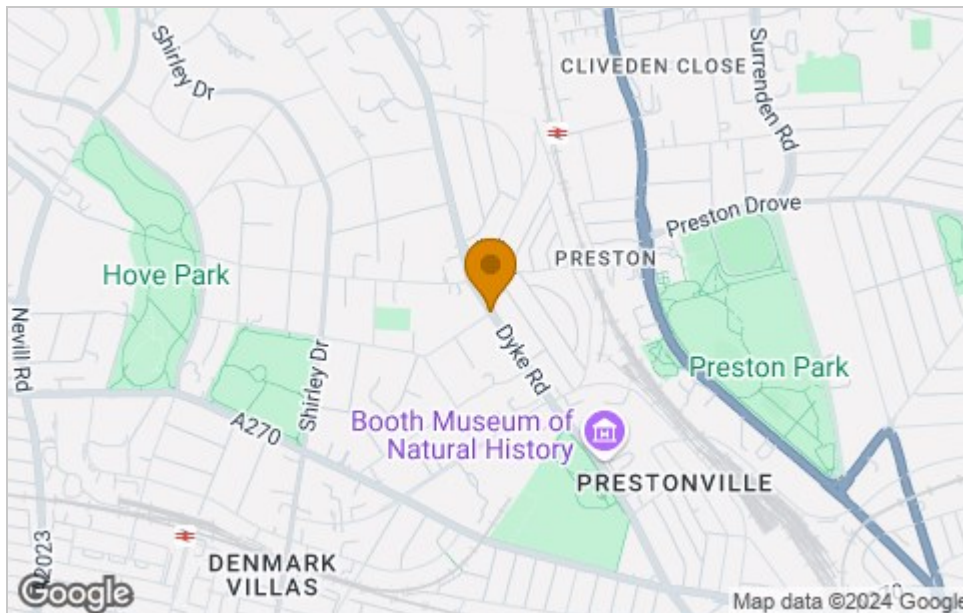 Shirley Dr
CLIVEDEN CLOSE
Surrenden Rd
Preston Drove
PRESTON
Hove Park
Nevill Rd
Shirley Dr
Dyke Rd
Preston Park
A270
Booth Museum of
Natural History
PRESTONVILLE
A2023
DENMARK
VILLAS
Google
Map data ©2024 Google